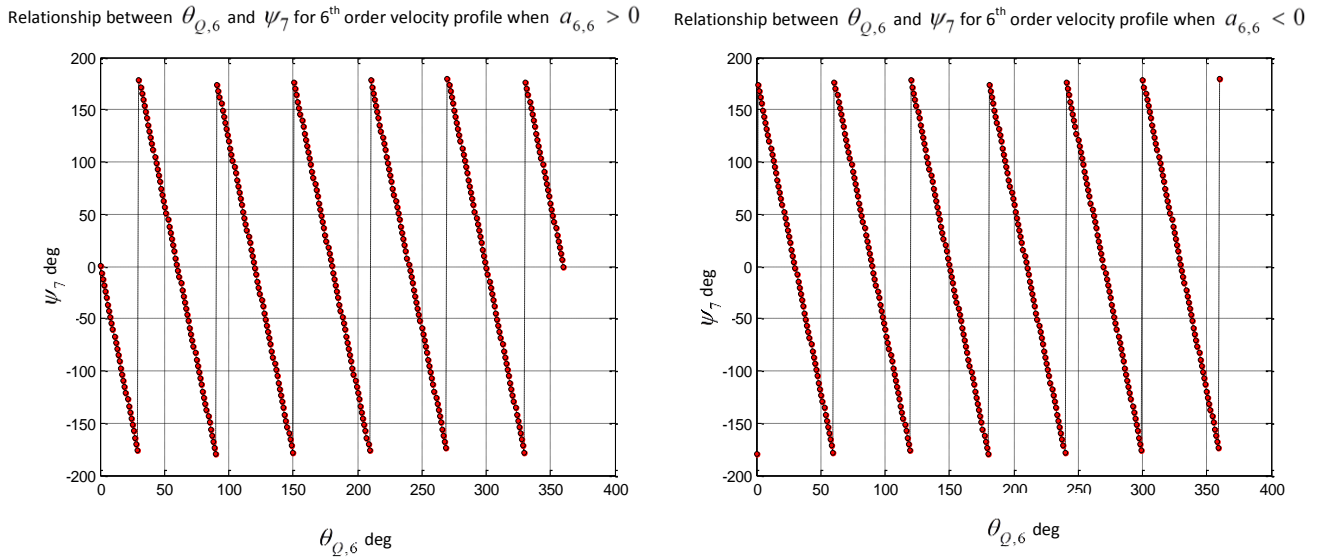 Relationship between θ_{Q,6} and ψ_7 for 6^{th} order velocity profile when a_{6,6} > 0
200
150
100
50
0
-50
-100
-150
-200
ψ_7 deg
0 50 100 150 200 250 300 350 400
θ_{Q,6} deg
Relationship between θ_{Q,6} and ψ_7 for 6^{th} order velocity profile when a_{6,6} < 0
200
150
100
50
0
-50
-100
-150
-200
ψ_7 deg
0 50 100 150 200 250 300 350 400
θ_{Q,6} deg